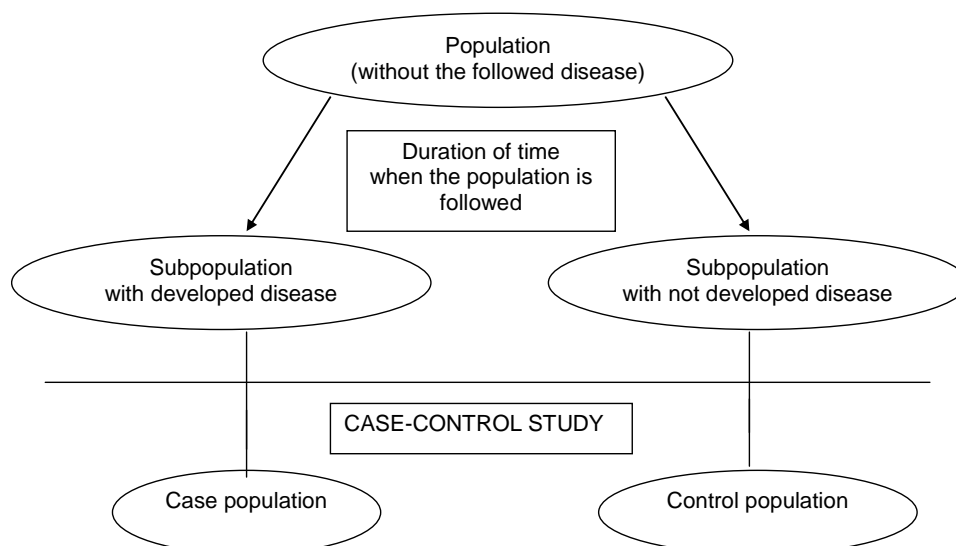 Population
(without the followed disease)
Duration of time
when the population is
followed
Subpopulation
with developed disease
Subpopulation
with not developed disease
CASE-CONTROL STUDY
Case population
Control population